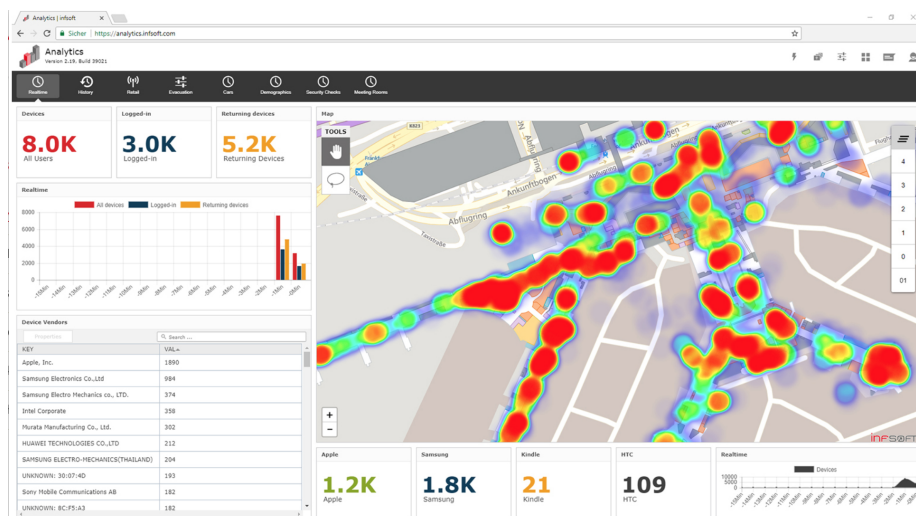 Analytics | infsoft
Sicher | https://analytics.infsoft.com
Analytics
Version 2.19. Build 39021
Realtime
History
Retail
Evacuation
Cars
Demographics
Security Checks
Meeting Rooms
Devices
8.0K
All Users
Logged-in
3.0K
Logged-in
Returning devices
5.2K
Returning Devices
Realtime
All devices
Logged-in
Returning devices
8000
6000
4000
2000
0
Device Vendors
Properties
Search ...
KEY VAL
Apple, Inc. 1890
Samsung Electronics Co.,Ltd 984
Samsung Electro Mechanics co., LTD. 374
Intel Corporate 358
Murata Manufacturing Co., Ltd. 302
HUAWEI TECHNOLOGIES CO.,LTD 212
SAMSUNG ELECTRO-MECHANICS(THAILAND) 204
UNKNOWN: 30:07:4D 193
Sony Mobile Communications AB 182
UNKNOWN: 8C:F5:A3 182
Map
TOOLS
Ankunftbogen
Abflugring
Ankunftbogen
Abflugring
4
3
2
1
0
01
+
−
infsoft
Apple
1.2K
Apple
Samsung
1.8K
Samsung
Kindle
21
Kindle
HTC
109
HTC
Realtime
Devices
10000
5000
0